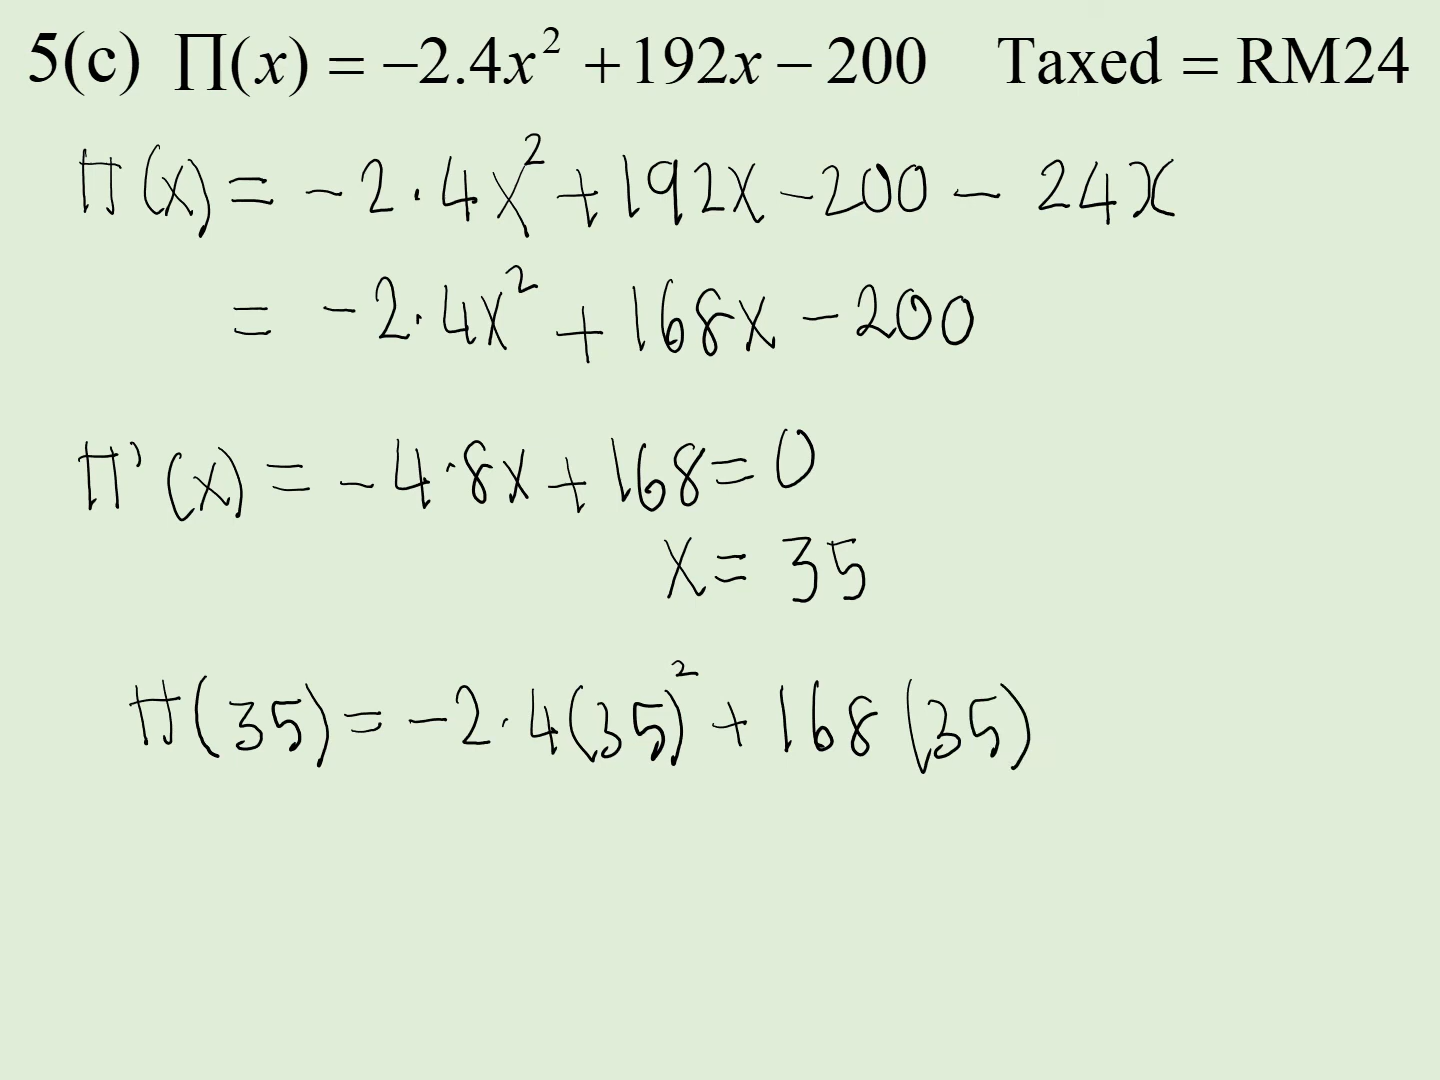 5(c) ∏(x) = −2.4x² + 192x − 200 Taxed = RM24
π(x) = −2.4x² + 192x − 200 − 24x
= −2.4x² + 168x − 200
π'(x) = −4.8x + 168 = 0
x = 35
π(35) = −2.4(35)² + 168(35)